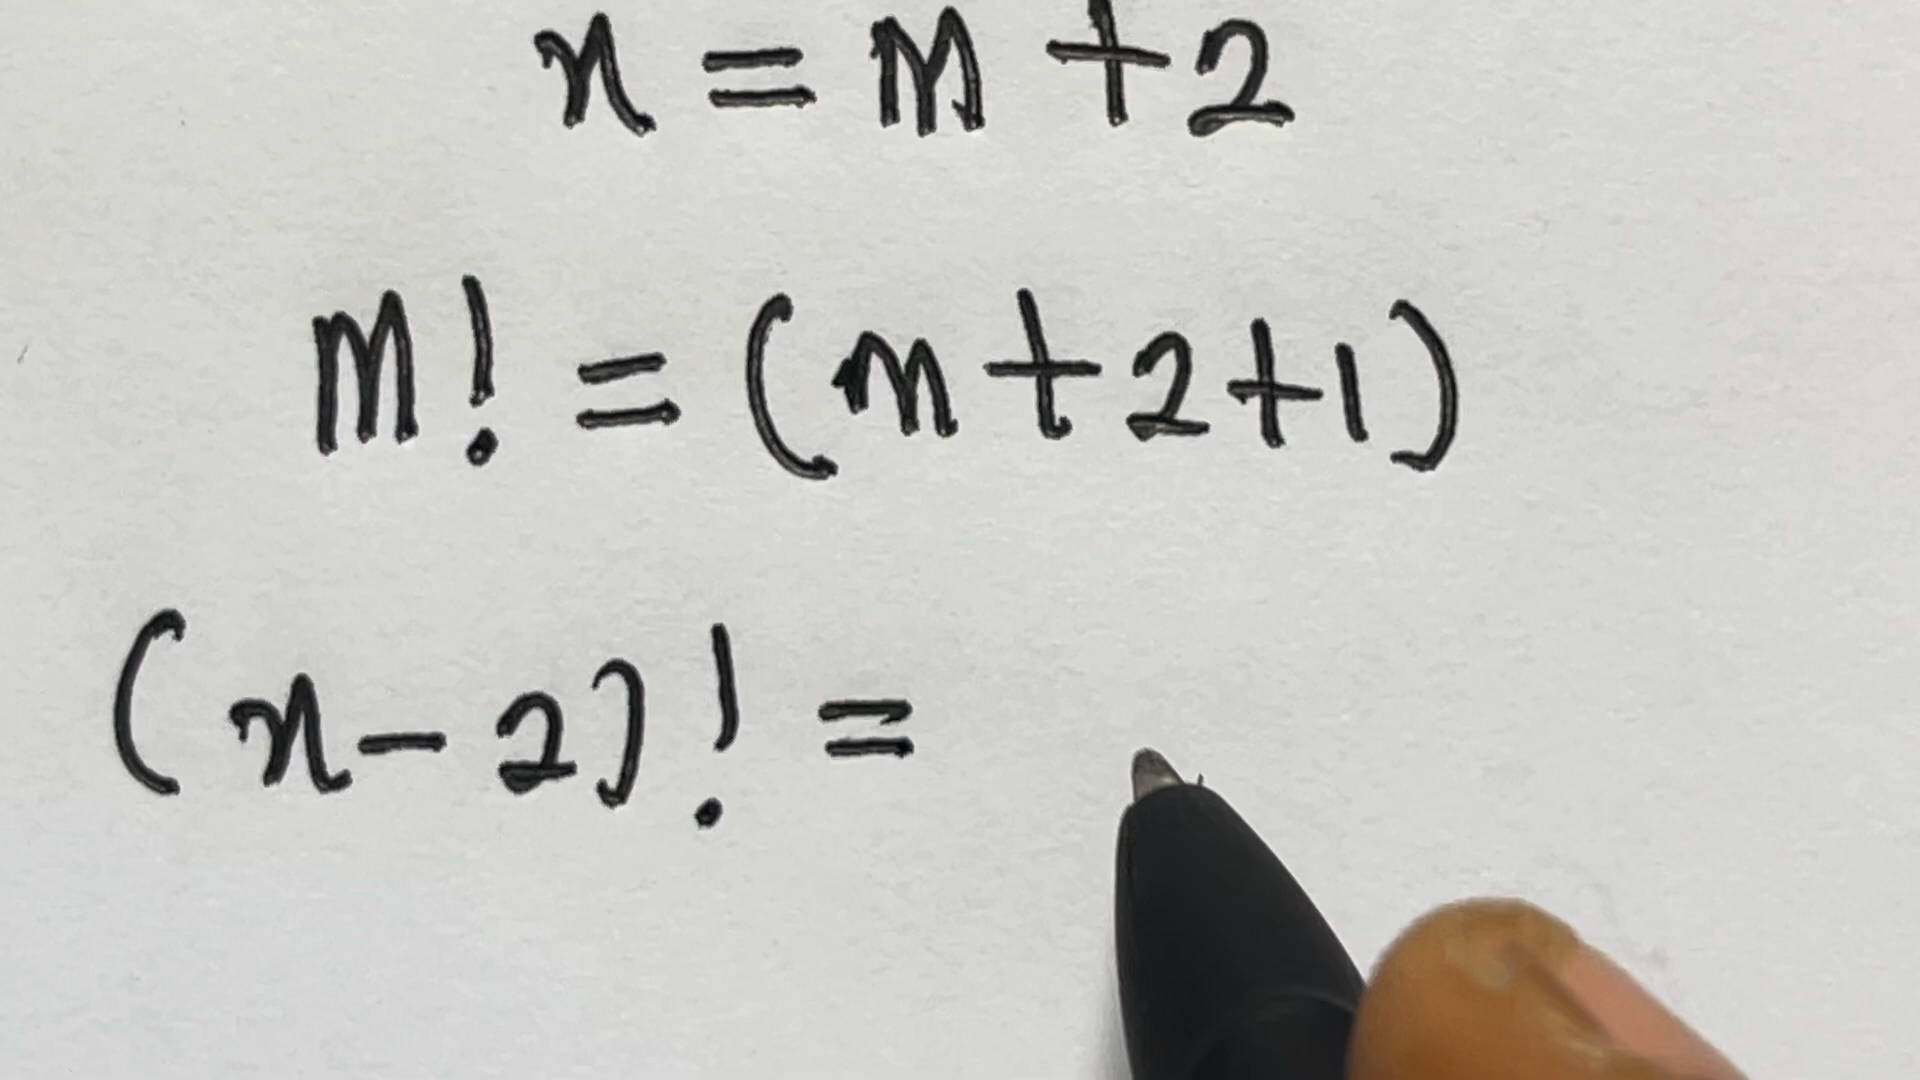 x = m + 2
m! = (m+2+1)
(x-2)! =